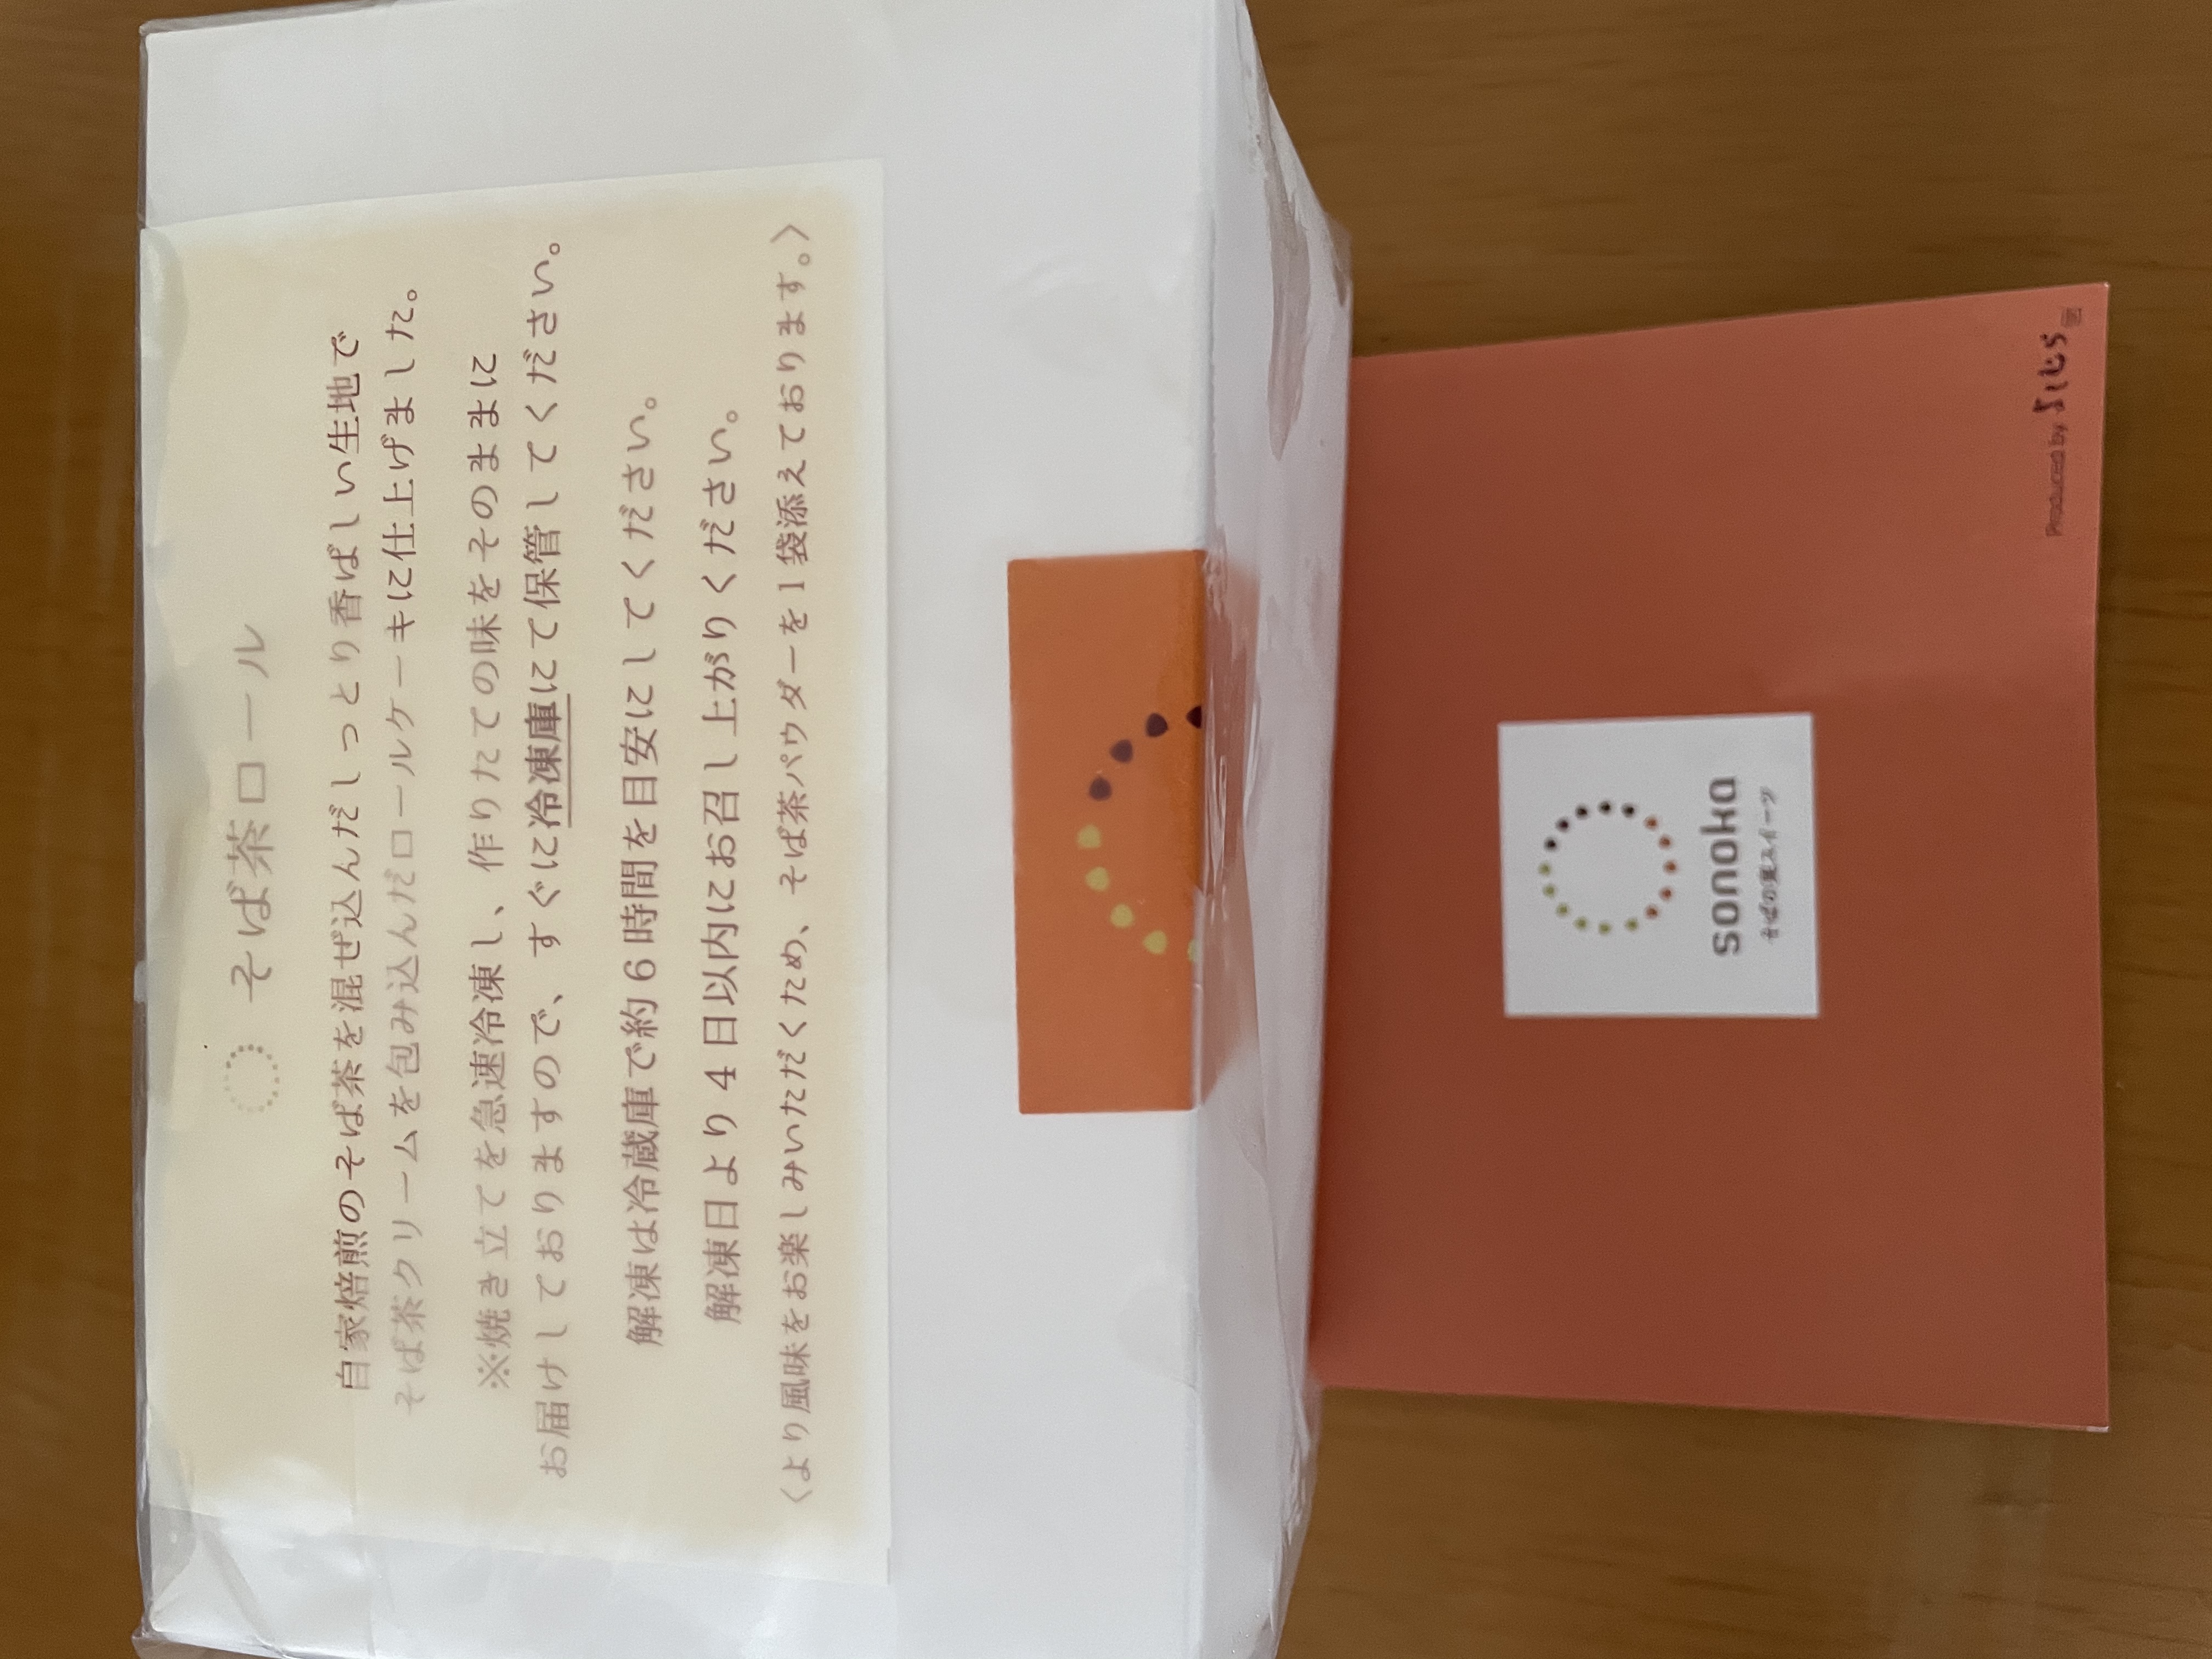 そば茶ロール
自家焙煎のそば茶を混ぜ込んだしっとり香ばしい生地で
そば茶クリームを包み込んだロールケーキに仕上げました。
※焼き立てを急速冷凍し、作りたての味をそのままに
お届けしておりますので、すぐに冷凍庫にて保管してください。
解凍は冷蔵庫で約6時間を目安にしてください。
解凍日より4日以内にお召し上がりください。
〈より風味をお楽しみいただくため、そば茶パウダーを1袋添えております。〉
sonoka
そばの実スイーツ
Produced by よしむら